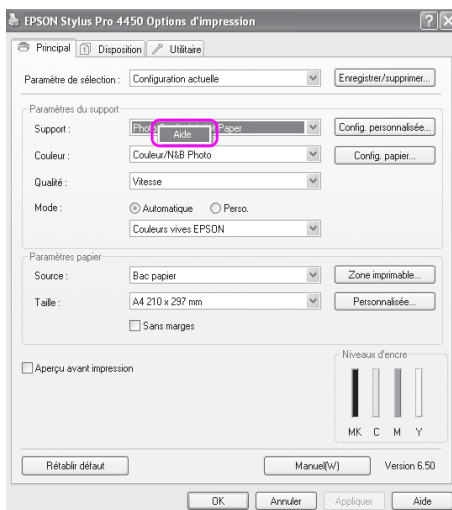 EPSON Stylus Pro 4450 Options d'impression
Principal Disposition Utilitaire
Paramètre de sélection : Configuration actuelle Enregistrer/supprimer...
Paramètres du support
Support : Paper Config. personnalisée...
Aide
Couleur : Couleur/N&B Photo Config. papier...
Qualité : Vitesse
Mode : Automatique Perso.
Couleurs vives EPSON
Paramètres papier
Source : Bac papier Zone imprimable...
Taille : A4 210 x 297 mm Personnalisée...
Sans marges
Aperçu avant impression
Niveaux d'encre
MK C M Y
Rétablir défaut Manuel(W) Version 6.50
OK Annuler Appliquer Aide